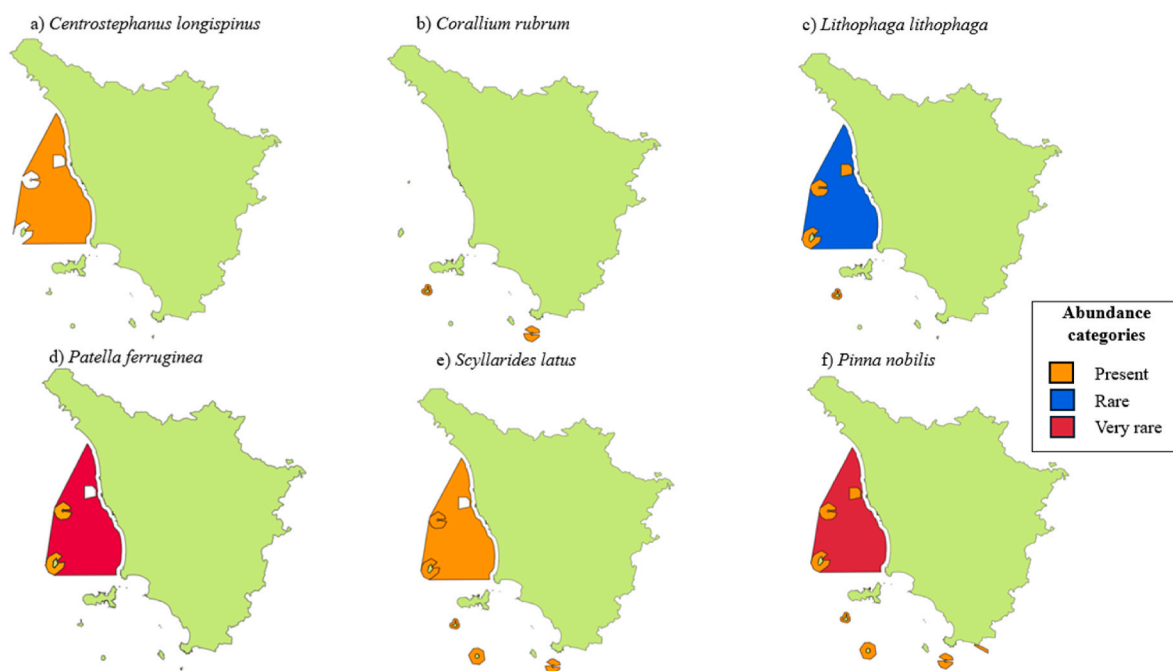 a) Centrostephanus longispinus
b) Corallium rubrum
c) Lithophaga lithophaga
d) Patella ferruginea
e) Scyllarides latus
f) Pinna nobilis
Abundance
categories
Present
Rare
Very rare